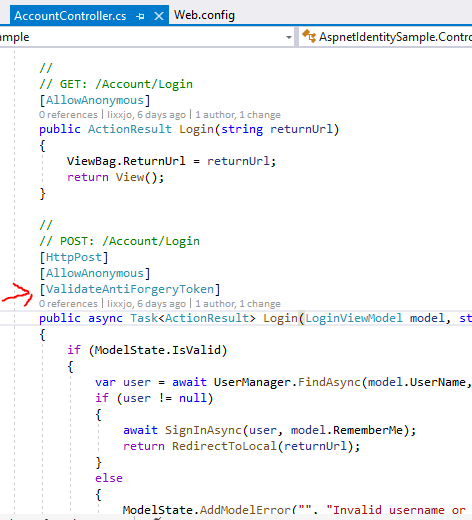 AccountController.cs Web.config
ample AspnetIdentitySample.Contro
//
// GET: /Account/Login
[AllowAnonymous]
0 references | lixxjo, 6 days ago | 1 author, 1 change
public ActionResult Login(string returnUrl)
{
ViewBag.ReturnUrl = returnUrl;
return View();
}
//
// POST: /Account/Login
[HttpPost]
[AllowAnonymous]
[ValidateAntiForgeryToken]
0 references | lixxjo, 6 days ago | 1 author, 1 change
public async Task<ActionResult> Login(LoginViewModel model, st
{
if (ModelState.IsValid)
{
var user = await UserManager.FindAsync(model.UserName,
if (user != null)
{
await SignInAsync(user, model.RememberMe);
return RedirectToLocal(returnUrl);
}
else
{
ModelState.AddModelError("", "Invalid username or